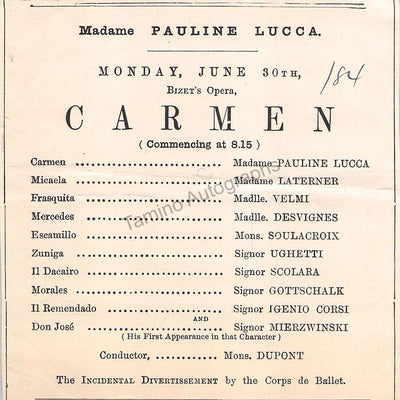 Madame PAULINE LUCCA.
MONDAY, JUNE 30TH,
184
BIZET'S Opera,
CARMEN
( Commencing at 8.15 )
Carmen ........................ Madame PAULINE LUCCA
Micaela ........................ Madame LATERNER
Frasquita ........................ Madlle. VELMI
Mercedes ........................ Madlle. DESVIGNES
Escamillo ........................ Mons. SOULACROIX
Zuniga ........................ Signor UGHETTI
Il Dacairo ........................ Signor SCOLARA
Morales ........................ Signor GOTTSCHALK
Il Remendado ........................ Signor IGENIO CORSI
AND
Don José ........................ Signor MIERZWINSKI
( His First Appearance in that Character )
Conductor, .................. Mons. DUPONT
The INCIDENTAL DIVERTISSEMENT by the Corps de Ballet.
Tamino Autographs